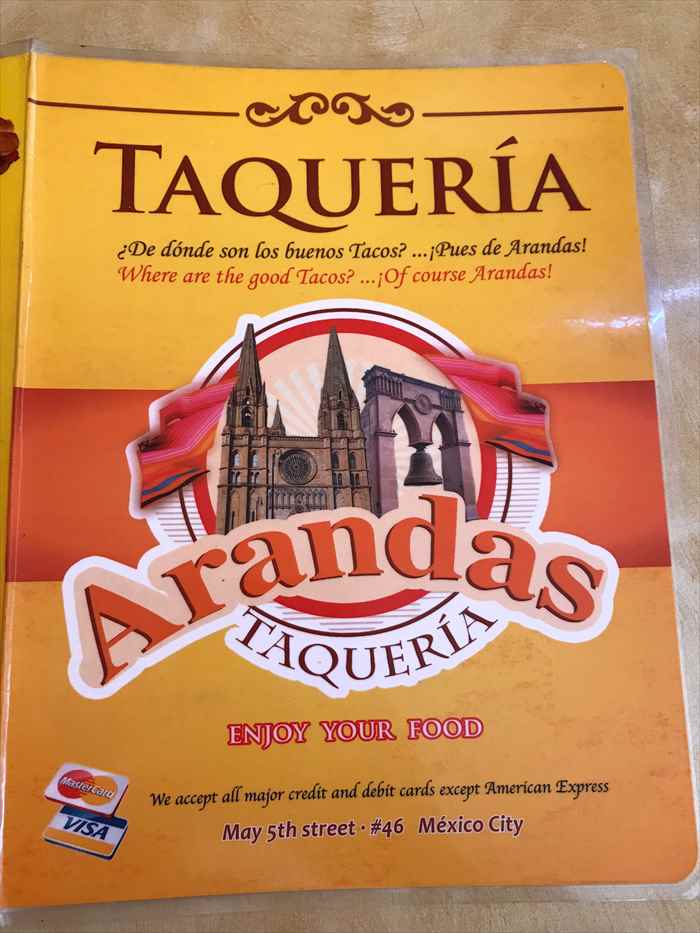 TAQUERÍA
¿De dónde son los buenos Tacos? ...¡Pues de Arandas!
Where are the good Tacos? ...¡Of course Arandas!
Arandas
TAQUERÍA
ENJOY YOUR FOOD
MasterCard
VISA
We accept all major credit and debit cards except American Express
May 5th street · #46 México City